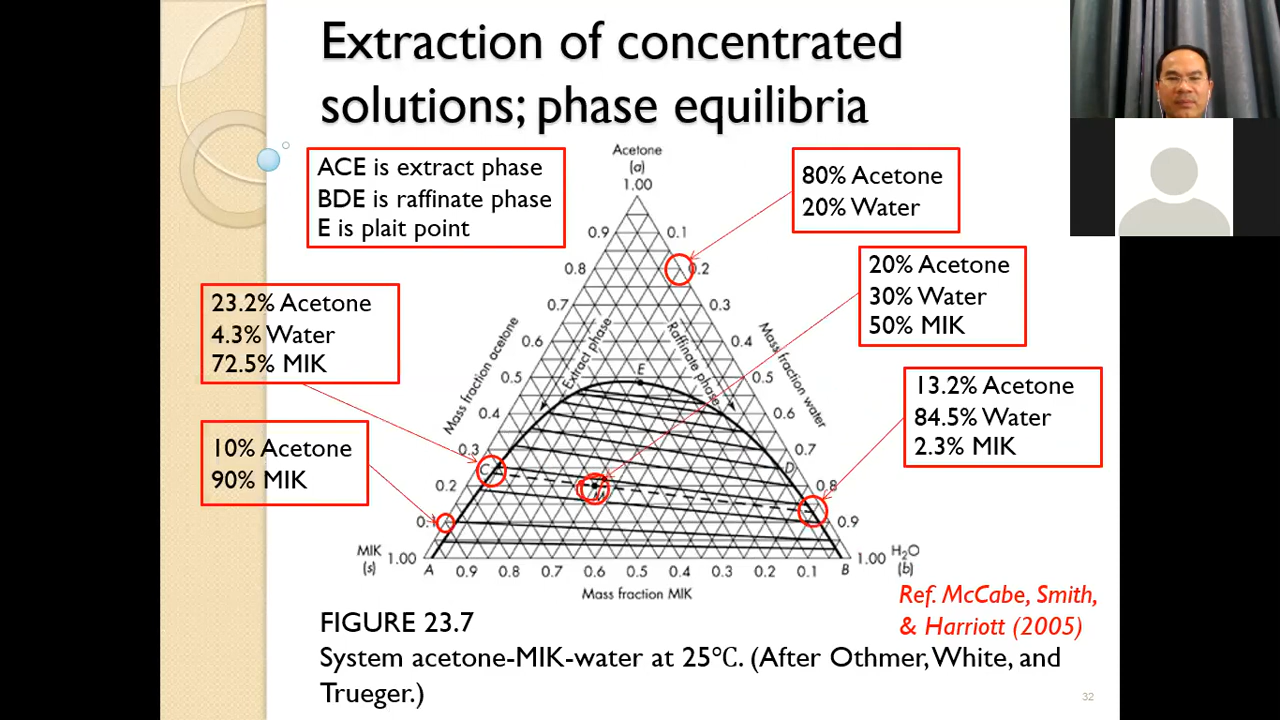 Extraction of concentrated
solutions; phase equilibria
ACE is extract phase
BDE is raffinate phase
E is plait point
80% Acetone
20% Water
20% Acetone
30% Water
50% MIK
23.2% Acetone
4.3% Water
72.5% MIK
13.2% Acetone
84.5% Water
2.3% MIK
10% Acetone
90% MIK
Acetone
(a)
1.00
0.9 0.1
0.8 0.2
0.7 0.3
0.6 0.4
0.5 E 0.5
0.4 0.6
0.3 0.7
C D
0.2 0.8
0. 0.9
Mass fraction acetone
Extract phase
Raffinate phase
Mass fraction water
M
MIK 1.00 1.00 H₂O
(s) A 0.9 0.8 0.7 0.6 0.5 0.4 0.3 0.2 0.1 B (b)
Mass fraction MIK
Ref. McCabe, Smith,
& Harriott (2005)
FIGURE 23.7
System acetone-MIK-water at 25℃. (After Othmer, White, and
Trueger.)
32